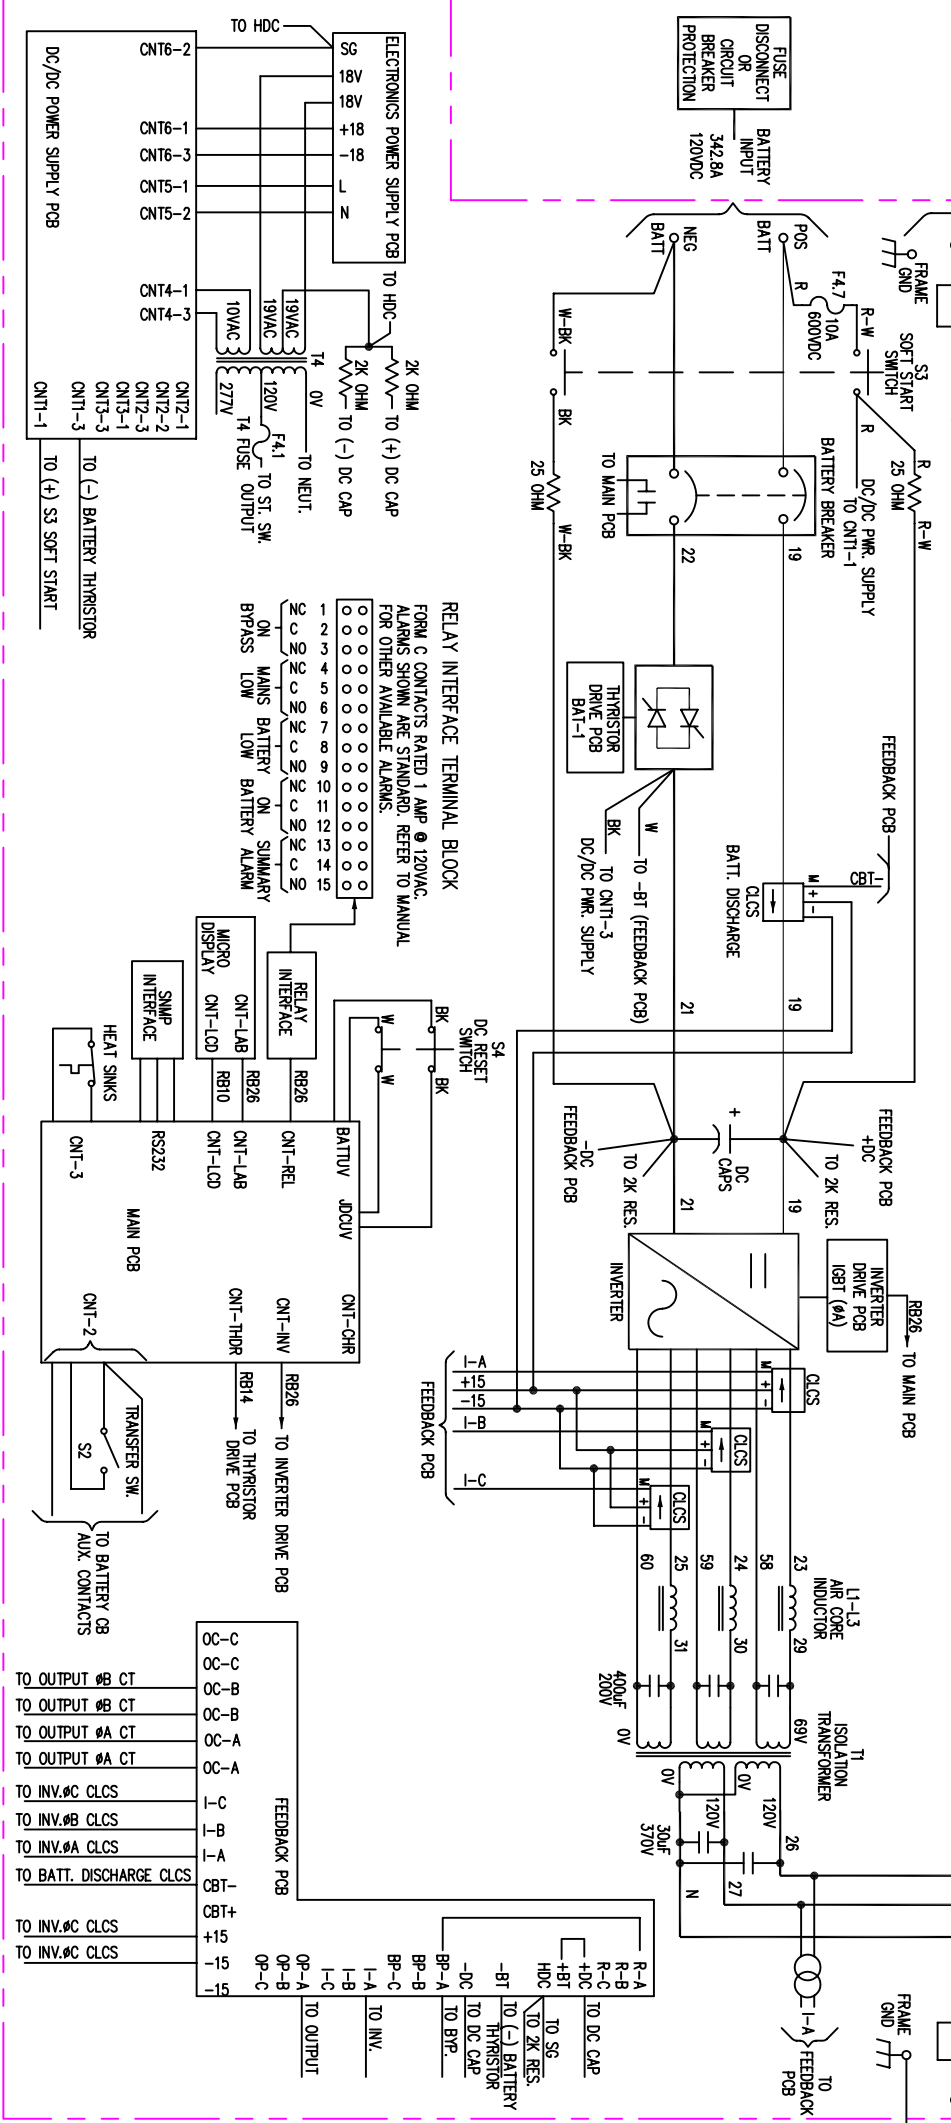 FUSE
DISCONNECT
OR
CIRCUIT
BREAKER
PROTECTION
BATTERY
INPUT
342.8A
120VDC
FRAME
GND
POS
BATT
NEG
BATT
R
F4.7
10A
600VDC
R-W
S3
SOFT START
SWITCH
R
DC/DC PWR. SUPPLY
TO CNT1-1
R
25 OHM
R-W
W-BK
BK
25 OHM
W-BK
BATTERY BREAKER
TO MAIN PCB
19
22
THYRISTOR
DRIVE PCB
BAT-1
W
TO -BT (FEEDBACK PCB)
BK
TO CNT1-3
DC/DC PWR. SUPPLY
FEEDBACK PCB
CBT-
M
+
-
CLCS
BATT. DISCHARGE
19
21
FEEDBACK PCB
+DC
TO 2K RES.
+
DC
CAPS
-DC
FEEDBACK PCB
TO 2K RES.
19
21
INVERTER
INVERTER
DRIVE PCB
IGBT (ØA)
RB26
TO MAIN PCB
I-A
+15
-15
I-B
I-C
FEEDBACK PCB
M
+
-
CLCS
M
+
-
CLCS
M
+
-
CLCS
23
58
24
59
25
60
L1-L3
AIR CORE
INDUCTOR
29
30
31
400uF
200V
69V
0V
T1
ISOLATION
TRANSFORMER
0V
0V
120V
120V
30uF
370V
26
27
N
I-A
TO
FEEDBACK
PCB
FRAME
GND
DC/DC POWER SUPPLY PCB
CNT6-2
CNT6-1
CNT6-3
CNT5-1
CNT5-2
CNT4-1
CNT4-3
CNT2-1
CNT2-2
CNT2-3
CNT3-1
CNT3-3
CNT1-3
CNT1-1
TO HDC
ELECTRONICS POWER SUPPLY PCB
SG
18V
18V
+18
-18
L
N
TO HDC
10VAC
19VAC
19VAC
T4
2K OHM
TO (+) DC CAP
2K OHM
TO (-) DC CAP
0V
120V
277V
TO NEUT.
F4.1
T4 FUSE
TO ST. SW.
OUTPUT
TO (-) BATTERY THYRISTOR
TO (+) S3 SOFT START
RELAY INTERFACE TERMINAL BLOCK
FORM C CONTACTS RATED 1 AMP @ 120VAC.
ALARMS SHOWN ARE STANDARD. REFER TO MANUAL
FOR OTHER AVAILABLE ALARMS.
NC 1
C 2
NO 3
NC 4
C 5
NO 6
NC 7
C 8
NO 9
NC 10
C 11
NO 12
NC 13
C 14
NO 15
ON
BYPASS
MAINS
LOW
BATTERY
LOW
ON
BATTERY
SUMMARY
ALARM
RELAY
INTERFACE
MICRO
DISPLAY
CNT-LAB
CNT-LCD
SNMP
INTERFACE
HEAT SINKS
RB26
RB26
RB10
BK
W
BK
W
S4
DC RESET
SWITCH
BATTUV
JDCUV
CNT-REL
CNT-LAB
CNT-LCD
RS232
CNT-3
MAIN PCB
CNT-CHR
CNT-INV
CNT-THDR
CNT-2
RB26
TO INVERTER DRIVE PCB
RB14
TO THYRISTOR
DRIVE PCB
TRANSFER SW.
S2
TO BATTERY CB
AUX. CONTACTS
OC-C
OC-C
TO OUTPUT ØB CT
OC-B
TO OUTPUT ØB CT
OC-B
TO OUTPUT ØA CT
OC-A
TO OUTPUT ØA CT
OC-A
TO INV.ØC CLCS
I-C
TO INV.ØB CLCS
I-B
TO INV.ØA CLCS
I-A
TO BATT. DISCHARGE CLCS
CBT-
CBT+
TO INV.ØC CLCS
+15
TO INV.ØC CLCS
-15
-15
FEEDBACK PCB
R-A
R-B
R-C
+DC
+BT
HDC
-BT
-DC
BP-A
BP-B
BP-C
I-A
I-B
I-C
OP-A
OP-B
OP-C
TO DC CAP
TO SG
TO 2K RES.
TO (-) BATTERY
THYRISTOR
TO DC CAP
TO BYP.
TO INV.
TO OUTPUT